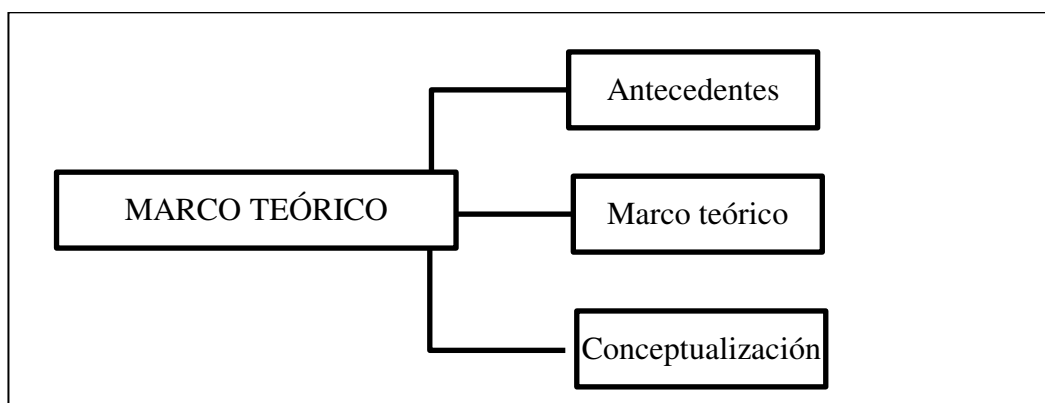 Antecedentes
MARCO TEÓRICO
Marco teórico
Conceptualización